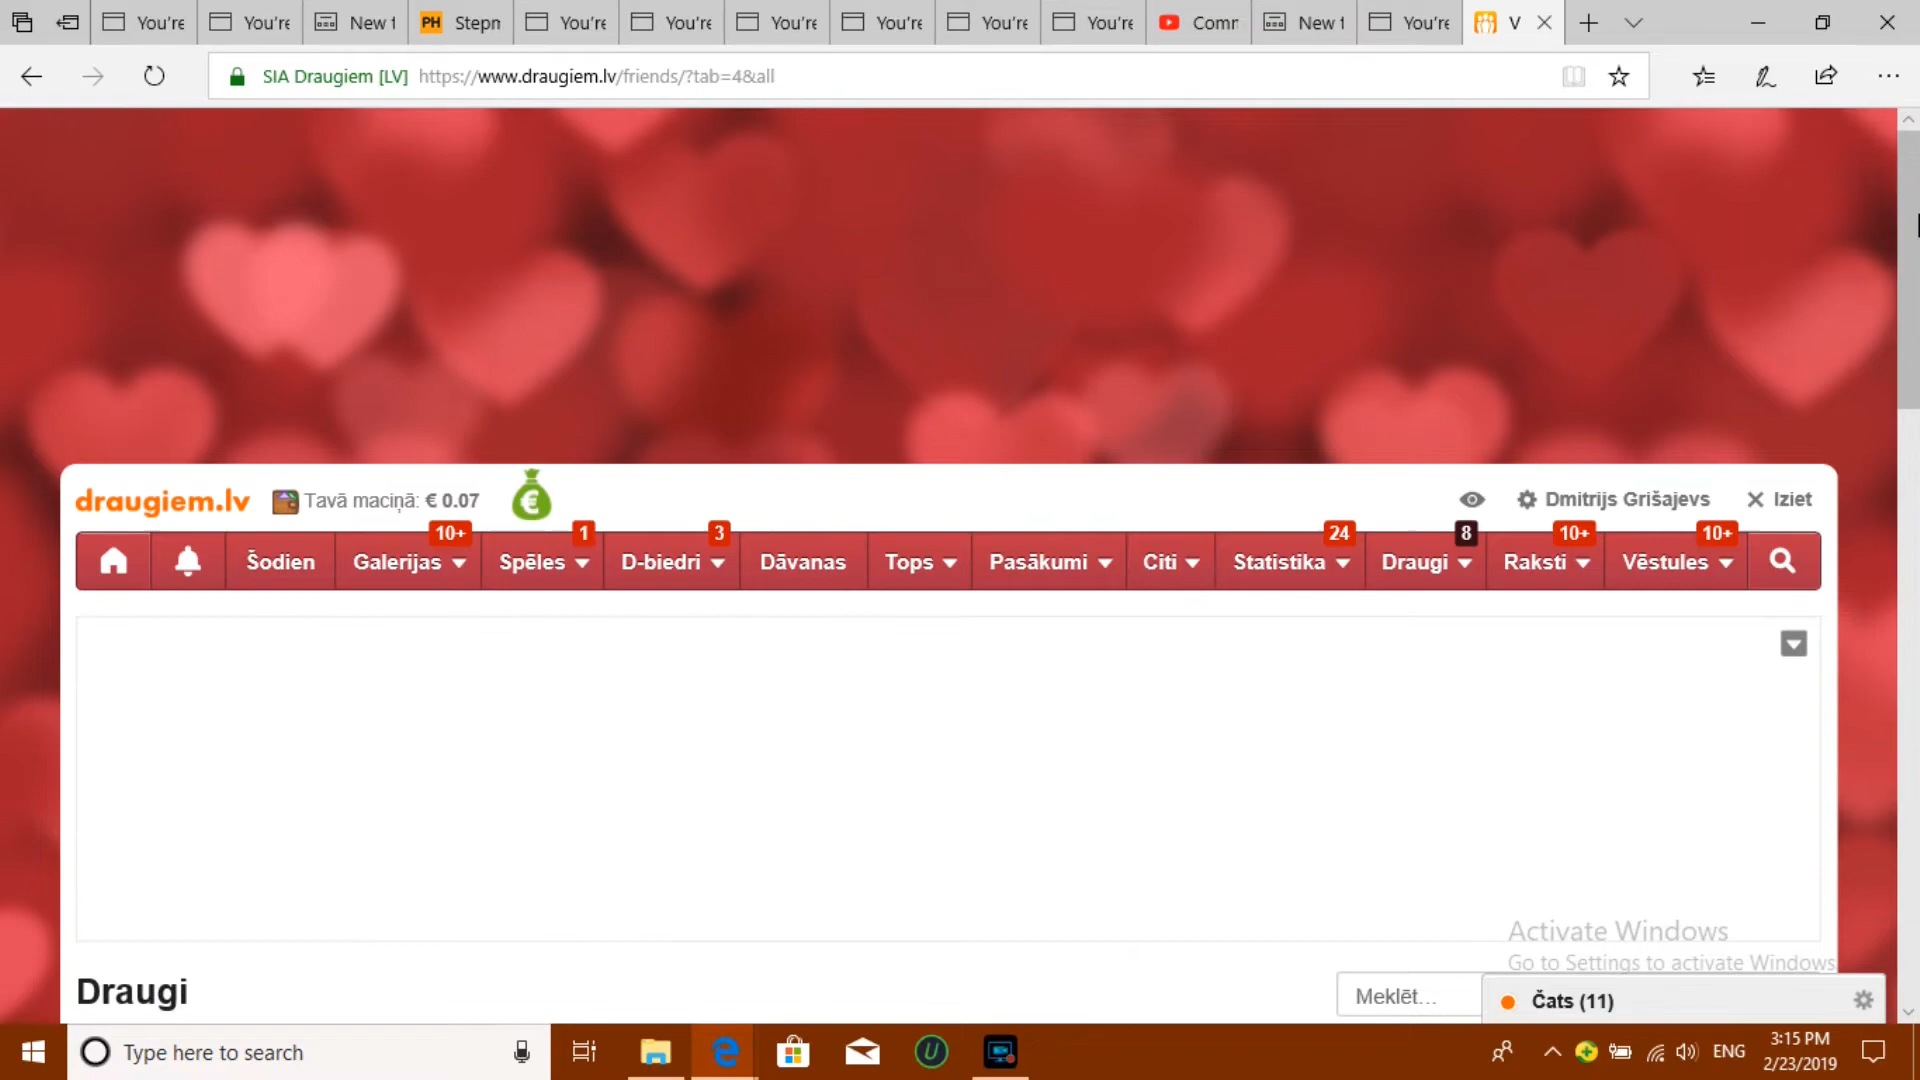 You're
You're
New t
PH Stepn
You're
You're
You're
You're
You're
You're
Comn
New t
You're
V
SIA Draugiem [LV] https://www.draugiem.lv/friends/?tab=4&all
draugiem.lv Tavā maciņā: € 0.07
Dmitrijs Grišajevs Iziet
10+ 1 3 24 8 10+ 10+
Šodien Galerijas Spēles D-biedri Dāvanas Tops Pasākumi Citi Statistika Draugi Raksti Vēstules
Activate Windows
Go to Settings to activate Windows.
Draugi
Meklēt...
Čats (11)
Type here to search
ENG
3:15 PM
2/23/2019